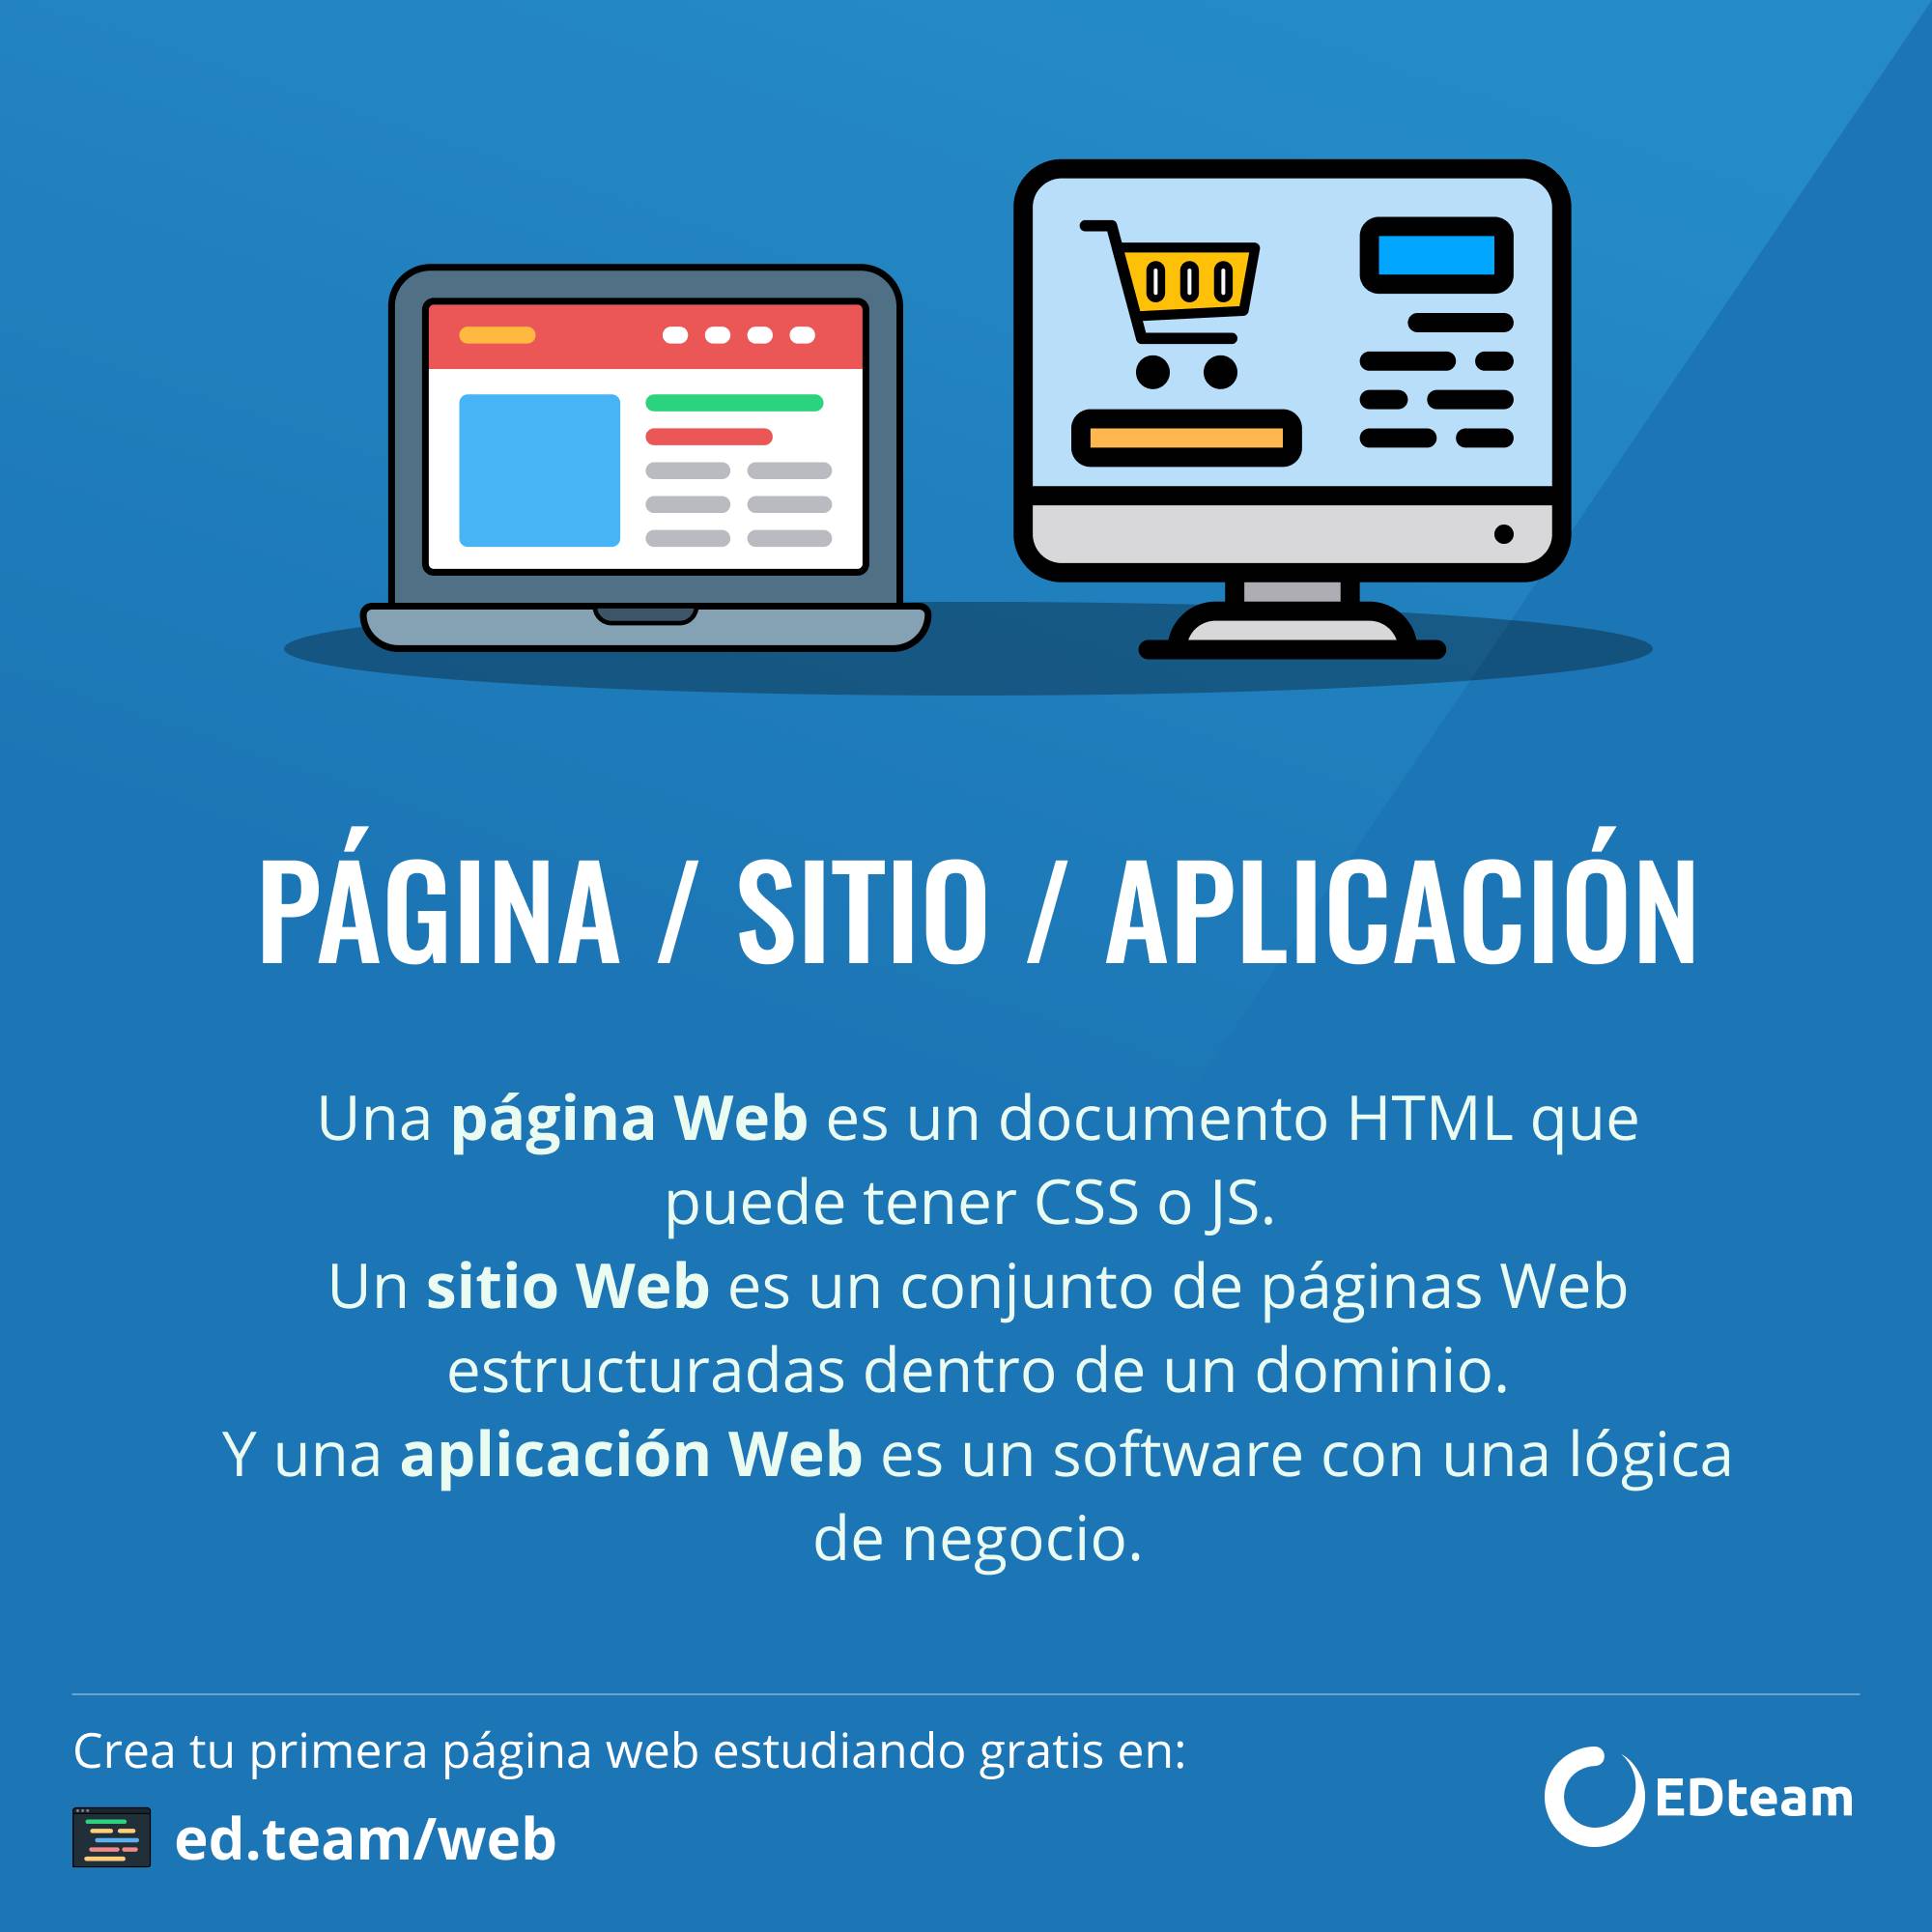 PÁGINA / SITIO / APLICACIÓN
Una página Web es un documento HTML que
puede tener CSS o JS.
Un sitio Web es un conjunto de páginas Web
estructuradas dentro de un dominio.
Y una aplicación Web es un software con una lógica
de negocio.
Crea tu primera página web estudiando gratis en:
ed.team/web
EDteam